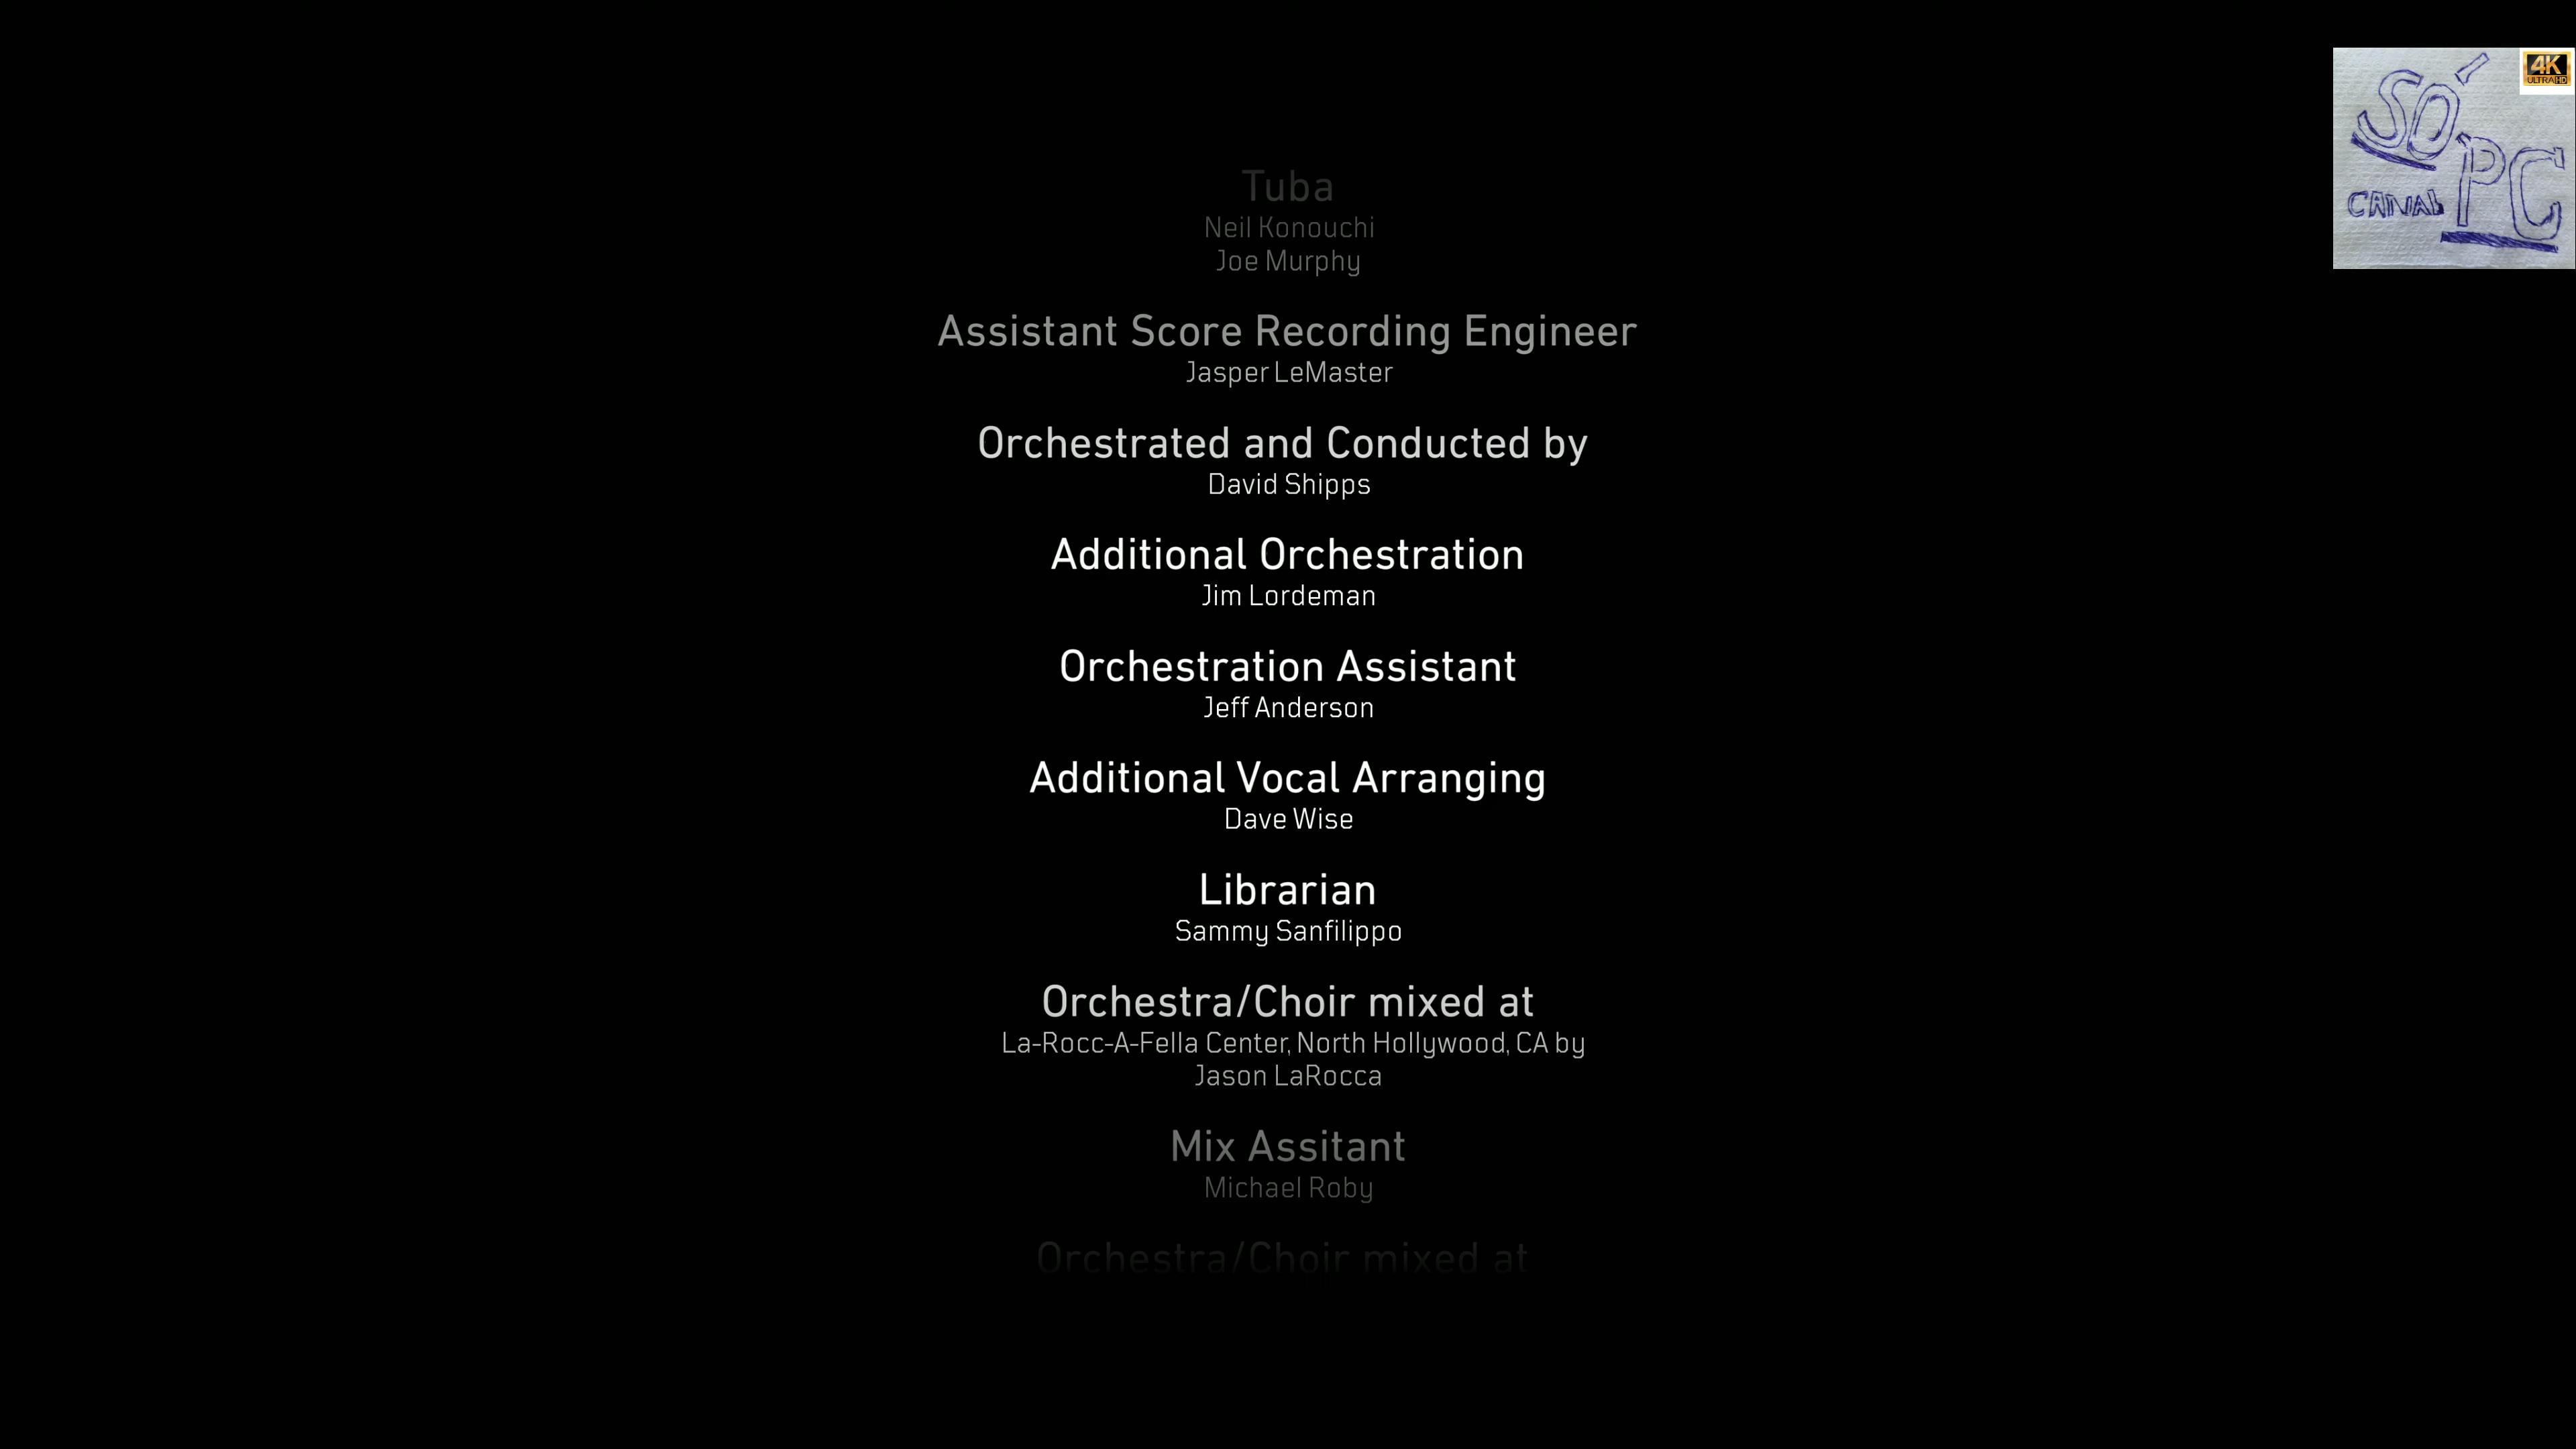 Tuba
Neil Konouchi
Joe Murphy
Assistant Score Recording Engineer
Jasper LeMaster
Orchestrated and Conducted by
David Shipps
Additional Orchestration
Jim Lordeman
Orchestration Assistant
Jeff Anderson
Additional Vocal Arranging
Dave Wise
Librarian
Sammy Sanfilippo
Orchestra/Choir mixed at
La-Rocc-A-Fella Center, North Hollywood, CA by
Jason LaRocca
Mix Assitant
Michael Roby
Orchestra/Choir mixed at
4K
ULTRA HD
SÓ
PC
CANAL